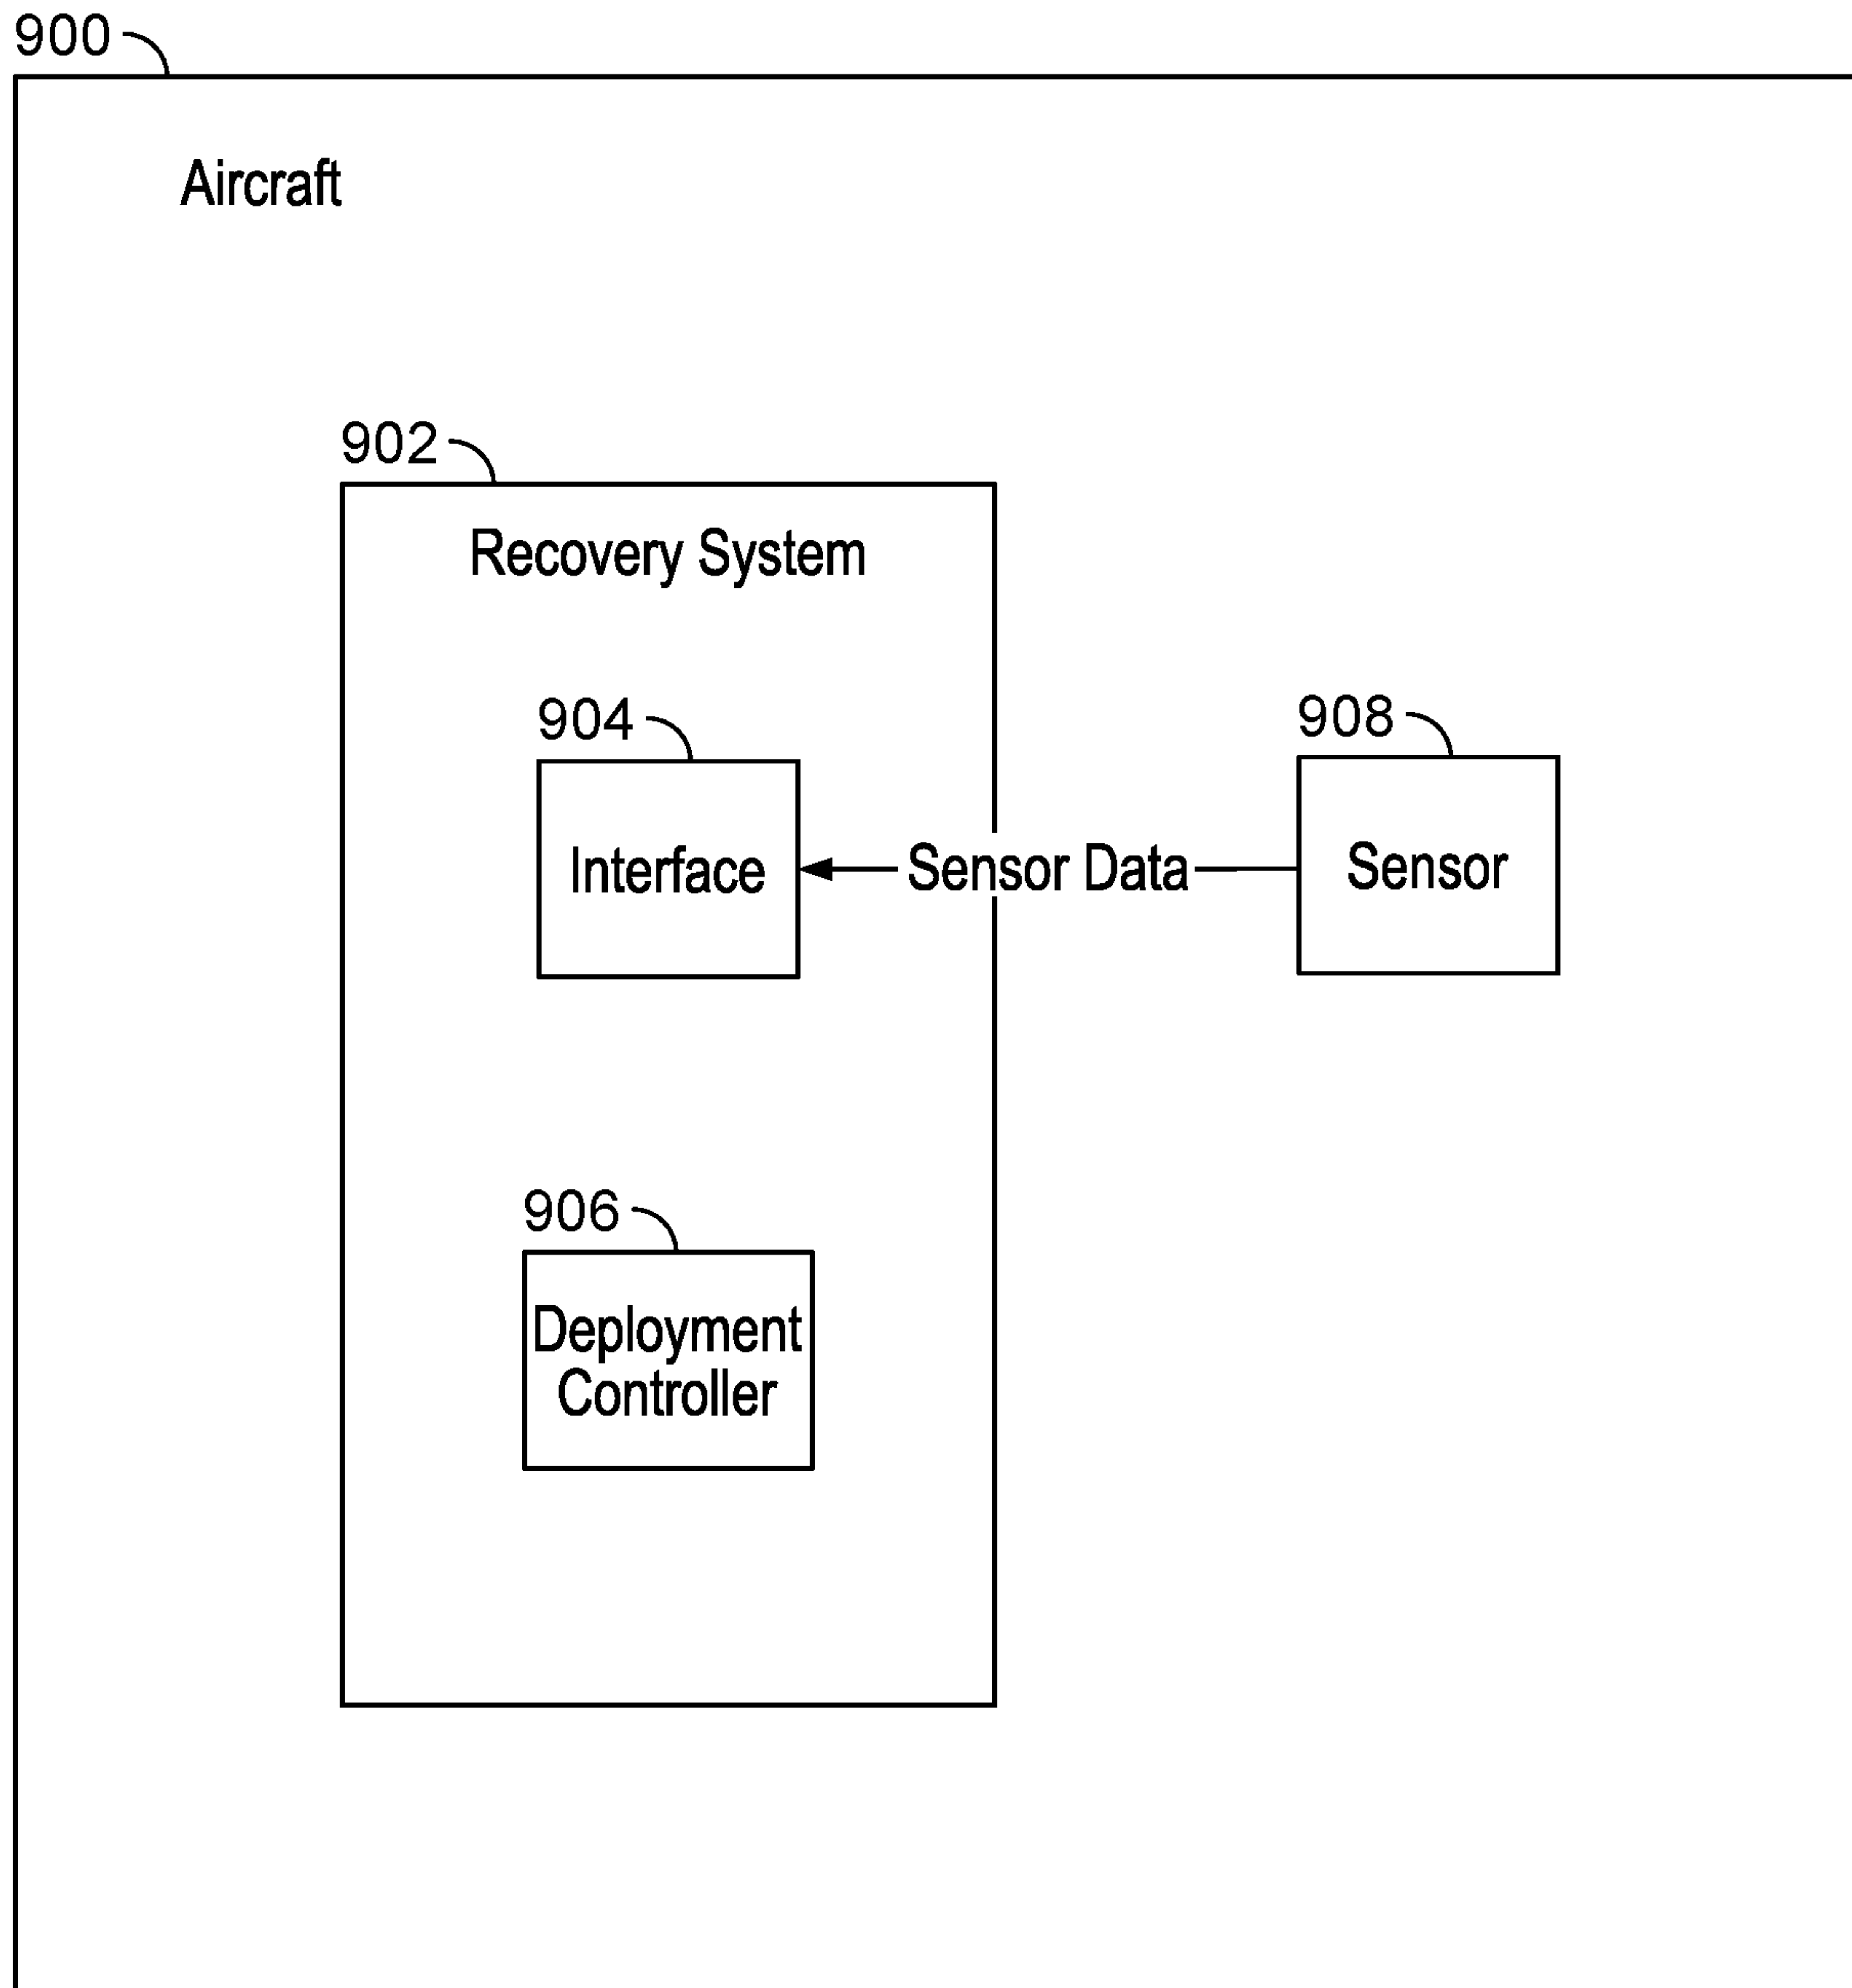 900
Aircraft
902
Recovery System
904
908
Interface
Sensor Data
Sensor
906
Deployment
Controller